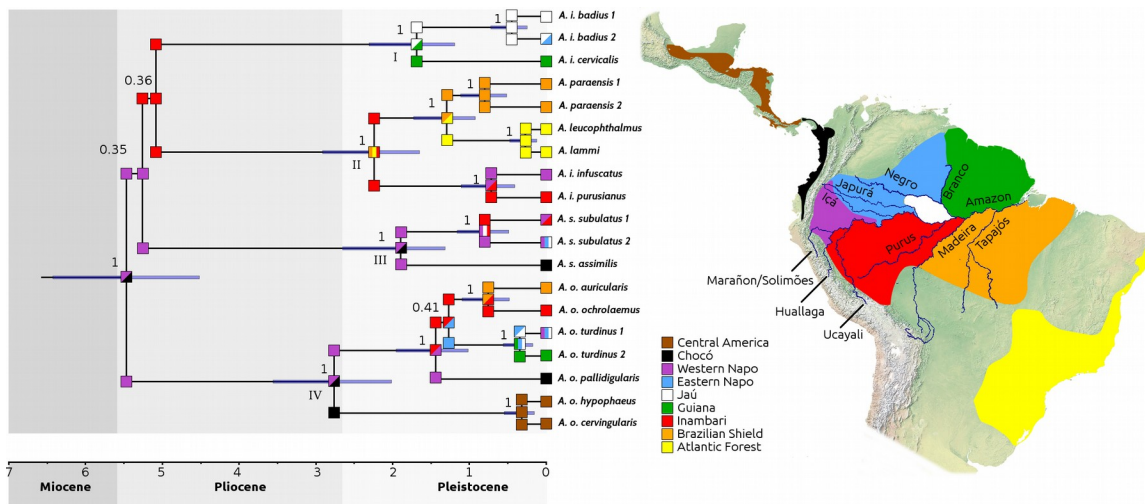 1
A. i. badius 1
A. i. badius 2
1
I
A. i. cervicalis
0.36
A. paraensis 1
1
A. paraensis 2
1
A. leucophthalmus
1
A. lammi
0.35
1
II
A. i. infuscatus
1
A. i. purusianus
A. s. subulatus 1
1
A. s. subulatus 2
1
III
A. s. assimilis
1
A. o. auricularis
1
A. o. ochrolaemus
0.41
A. o. turdinus 1
1
A. o. turdinus 2
1
A. o. pallidigularis
1
IV
A. o. hypophaeus
1
A. o. cervingularis
7 6 5 4 3 2 1 0
Miocene Pliocene Pleistocene
Negro
Branco
Japurá
Içá
Amazon
Purus
Madeira
Tapajós
Marañon/Solimões
Huallaga
Ucayali
Central America
Chocó
Western Napo
Eastern Napo
Jaú
Guiana
Inambari
Brazilian Shield
Atlantic Forest